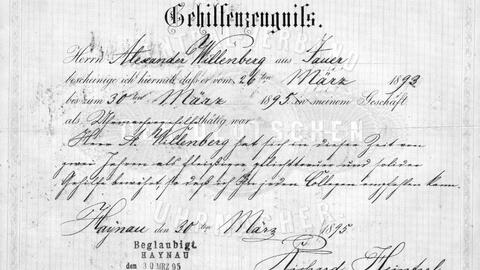 Gehilfenzeugniß.
Herrn Alexander Willenberg aus Jauer
bescheinige ich hiermit, daß er vom 26ten März 1893
bis zum 30ten März 1895 in meinem Geschäft
als thätig war
Herr A. Willenberg hat sich in dieser Zeit von
zwei Jahren als fleißiger pflichttreuer und solider
Gehilfe bewiesen so daß ich Ihn jeden Collegen empfehlen kann.
Haynau den 30ten März 1895
Beglaubigt
HAYNAU
den 30 MRZ 95
Richard